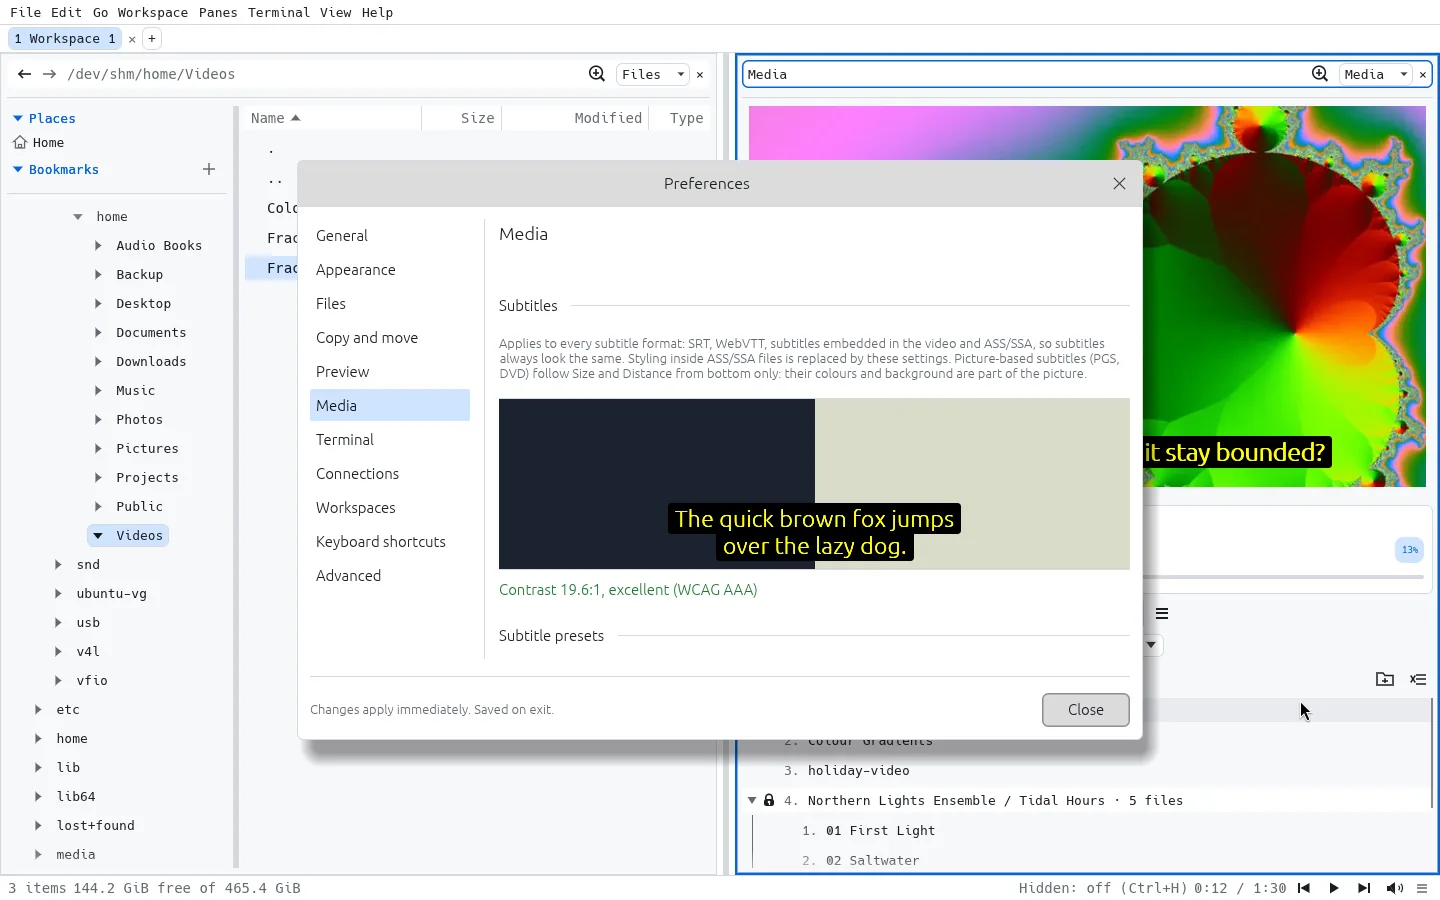 File Edit Go Workspace Panes Terminal View Help
1 Workspace 1 × +
/dev/shm/home/Videos Files ×
Media Media ×
Places
Home
Bookmarks
home
Audio Books
Backup
Desktop
Documents
Downloads
Music
Photos
Pictures
Projects
Public
Videos
snd
ubuntu-vg
usb
v4l
vfio
etc
home
lib
lib64
lost+found
media
Name Size Modified Type
.
..
Preferences
General
Appearance
Files
Copy and move
Preview
Media
Terminal
Connections
Workspaces
Keyboard shortcuts
Advanced
Media
Subtitles
Applies to every subtitle format: SRT, WebVTT, subtitles embedded in the video and ASS/SSA, so subtitles
always look the same. Styling inside ASS/SSA files is replaced by these settings. Picture-based subtitles (PGS,
DVD) follow Size and Distance from bottom only: their colours and background are part of the picture.
The quick brown fox jumps
over the lazy dog.
Contrast 19.6:1, excellent (WCAG AAA)
Subtitle presets
Changes apply immediately. Saved on exit.
Close
it stay bounded?
13%
2. Colour Gradients
3. holiday-video
4. Northern Lights Ensemble / Tidal Hours · 5 files
1. 01 First Light
2. 02 Saltwater
3 items 144.2 GiB free of 465.4 GiB
Hidden: off (Ctrl+H) 0:12 / 1:30